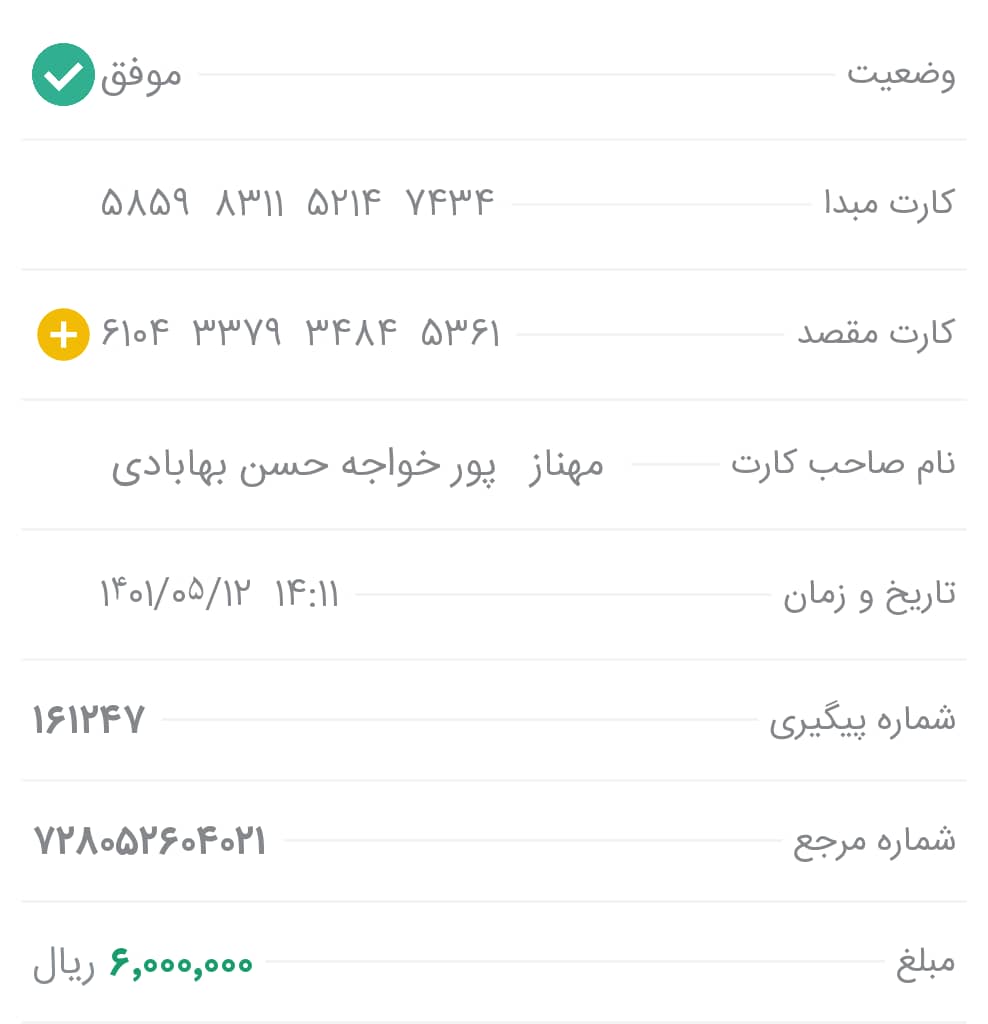 وضعیت موفق
کارت مبدا ۵۸۵۹ ۸۳۱۱ ۵۲۱۴ ۷۴۳۴
کارت مقصد ۶۱۰۴ ۳۳۷۹ ۳۴۸۴ ۵۳۶۱
نام صاحب کارت مهناز پور خواجه حسن بهابادی
تاریخ و زمان ۱۴۰۱/۰۵/۱۲ ۱۴:۱۱
شماره پیگیری ۱۶۱۲۴۷
شماره مرجع ۷۲۸۰۵۲۶۰۴۰۲۱
مبلغ ۶,۰۰۰,۰۰۰ ریال